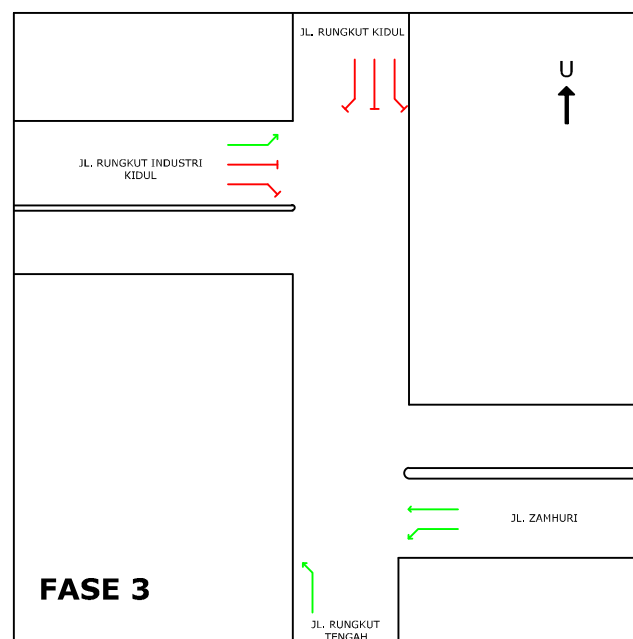 JL. RUNGKUT KIDUL
U
JL. RUNGKUT INDUSTRI
KIDUL
JL. ZAMHURI
FASE 3
JL. RUNGKUT
TENGAH